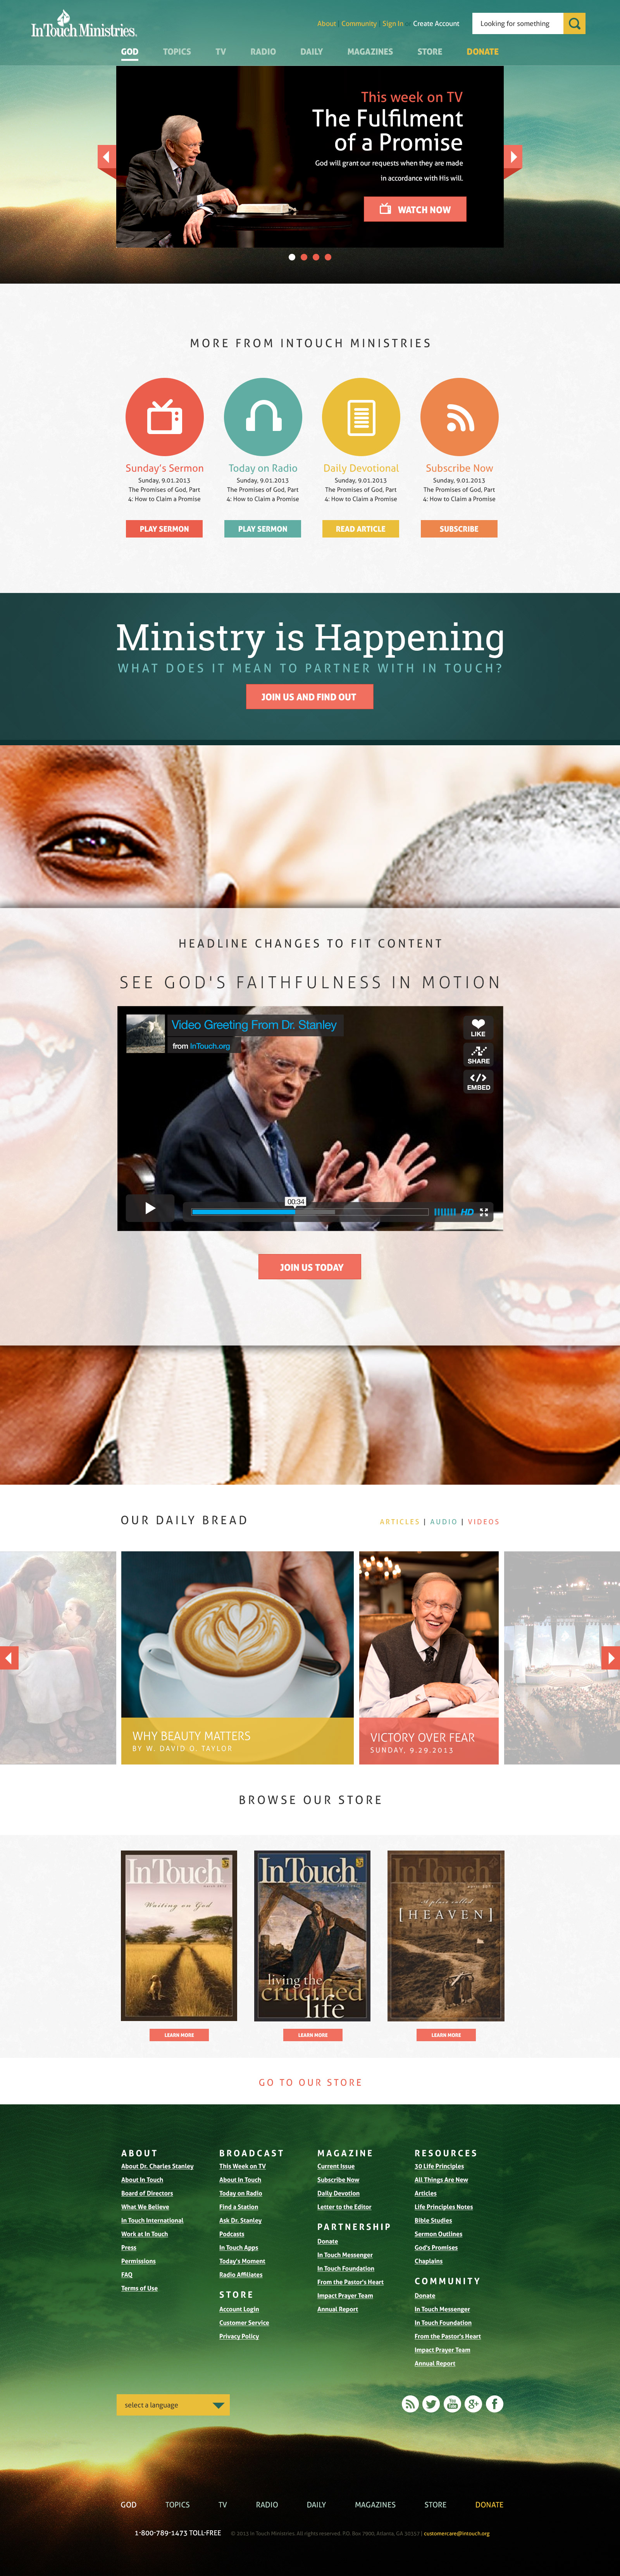 InTouch Ministries.
About Community Sign In Create Account
Looking for something
GOD TOPICS TV RADIO DAILY MAGAZINES STORE DONATE
This week on TV
The Fulfilment
of a Promise
God will grant our requests when they are made
in accordance with His will.
WATCH NOW
MORE FROM INTOUCH MINISTRIES
Sunday's Sermon
Sunday, 9.01.2013
The Promises of God, Part
4: How to Claim a Promise
PLAY SERMON
Today on Radio
Sunday, 9.01.2013
The Promises of God, Part
4: How to Claim a Promise
PLAY SERMON
Daily Devotional
Sunday, 9.01.2013
The Promises of God, Part
4: How to Claim a Promise
READ ARTICLE
Subscribe Now
Sunday, 9.01.2013
The Promises of God, Part
4: How to Claim a Promise
SUBSCRIBE
Ministry is Happening
WHAT DOES IT MEAN TO PARTNER WITH IN TOUCH?
JOIN US AND FIND OUT
HEADLINE CHANGES TO FIT CONTENT
SEE GOD'S FAITHFULNESS IN MOTION
Video Greeting From Dr. Stanley
from InTouch.org
LIKE
SHARE
EMBED
00:34
HD
JOIN US TODAY
OUR DAILY BREAD
ARTICLES | AUDIO | VIDEOS
WHY BEAUTY MATTERS
BY W. DAVID O. TAYLOR
VICTORY OVER FEAR
SUNDAY, 9.29.2013
BROWSE OUR STORE
InTouch
Waiting on God
LEARN MORE
InTouch
living the
crucified
life
LEARN MORE
InTouch
a place called
[HEAVEN]
LEARN MORE
GO TO OUR STORE
ABOUT
About Dr. Charles Stanley
About In Touch
Board of Directors
What We Believe
In Touch International
Work at In Touch
Press
Permissions
FAQ
Terms of Use
BROADCAST
This Week on TV
About In Touch
Today on Radio
Find a Station
Ask Dr. Stanley
Podcasts
In Touch Apps
Today's Moment
Radio Affiliates
STORE
Account Login
Customer Service
Privacy Policy
MAGAZINE
Current Issue
Subscribe Now
Daily Devotion
Letter to the Editor
PARTNERSHIP
Donate
In Touch Messenger
In Touch Foundation
From the Pastor's Heart
Impact Prayer Team
Annual Report
RESOURCES
30 Life Principles
All Things Are New
Articles
Life Principles Notes
Bible Studies
Sermon Outlines
God's Promises
Chaplains
COMMUNITY
Donate
In Touch Messenger
In Touch Foundation
From the Pastor's Heart
Impact Prayer Team
Annual Report
select a language
You Tube
g+
GOD TOPICS TV RADIO DAILY MAGAZINES STORE DONATE
1-800-789-1473 TOLL-FREE © 2013 In Touch Ministries. All rights reserved. P.O. Box 7900, Atlanta, GA 30357 | customercare@intouch.org